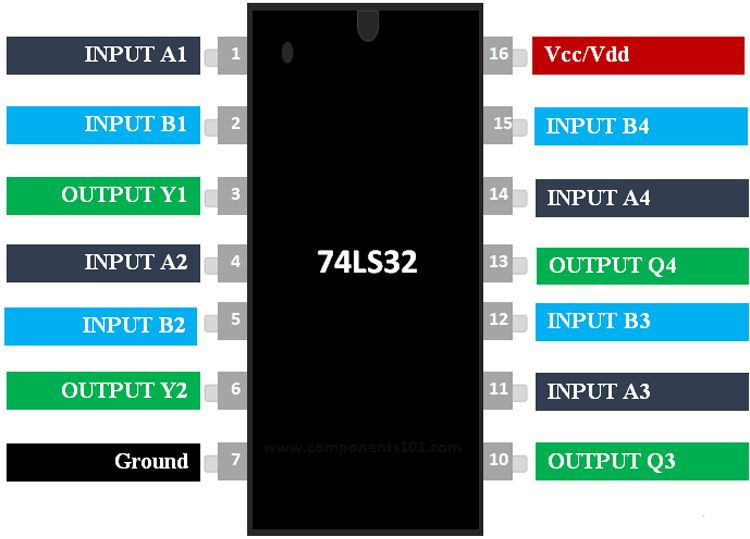 INPUT A1 1 16 Vcc/Vdd
INPUT B1 2 15 INPUT B4
OUTPUT Y1 3 14 INPUT A4
INPUT A2 4 13 OUTPUT Q4
74LS32
INPUT B2 5 12 INPUT B3
OUTPUT Y2 6 11 INPUT A3
www.components101.com
Ground 7 10 OUTPUT Q3